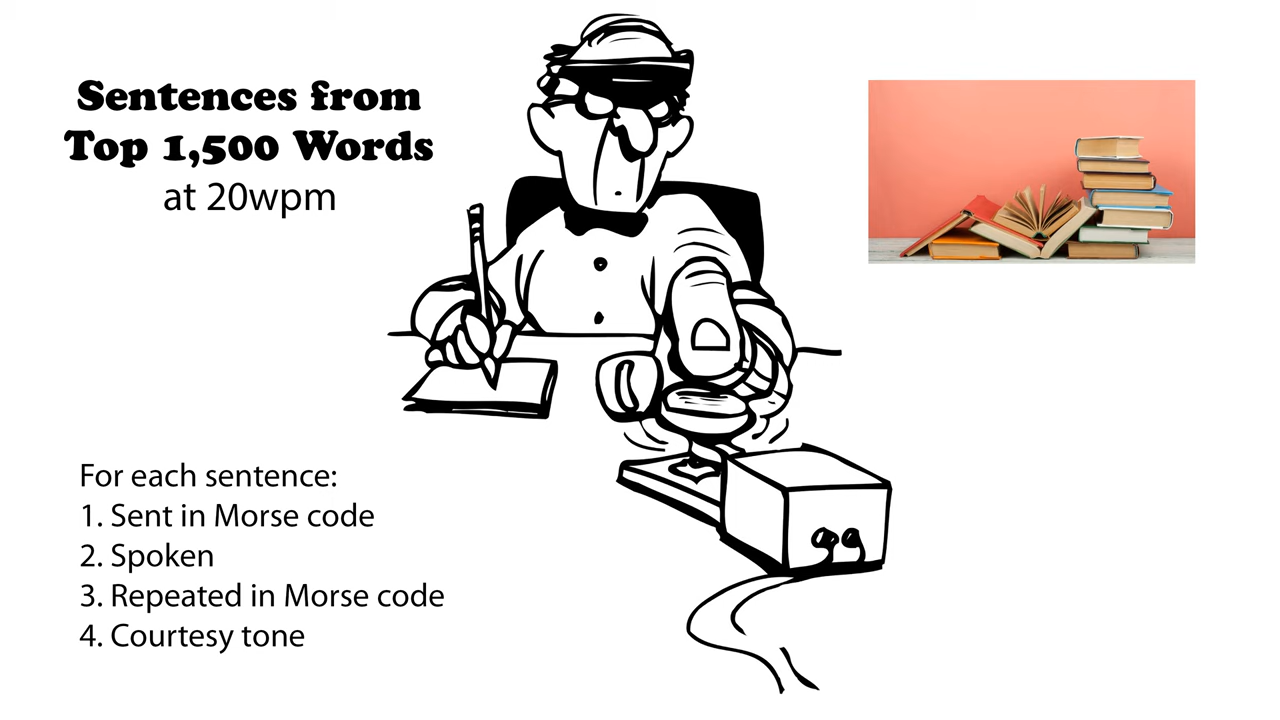 Sentences from
Top 1,500 Words
at 20wpm
For each sentence:
1. Sent in Morse code
2. Spoken
3. Repeated in Morse code
4. Courtesy tone